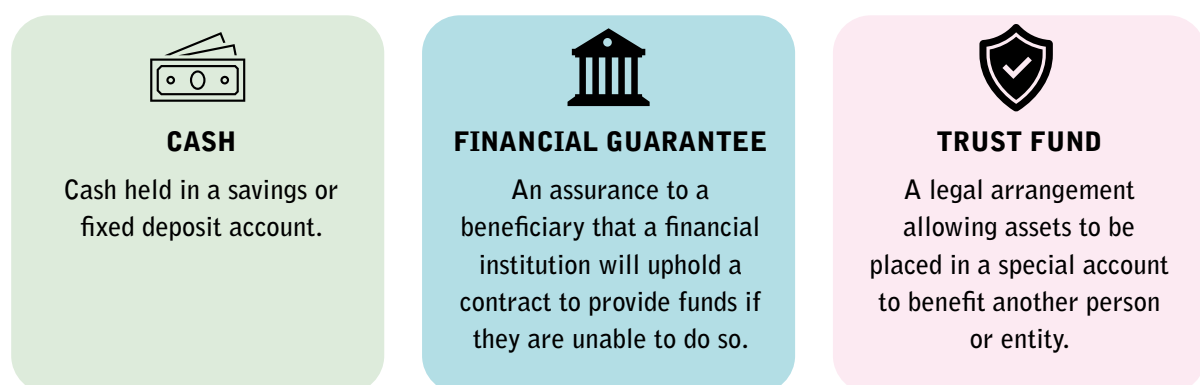 CASH
Cash held in a savings or
fixed deposit account.
FINANCIAL GUARANTEE
An assurance to a
beneficiary that a financial
institution will uphold a
contract to provide funds if
they are unable to do so.
TRUST FUND
A legal arrangement
allowing assets to be
placed in a special account
to benefit another person
or entity.